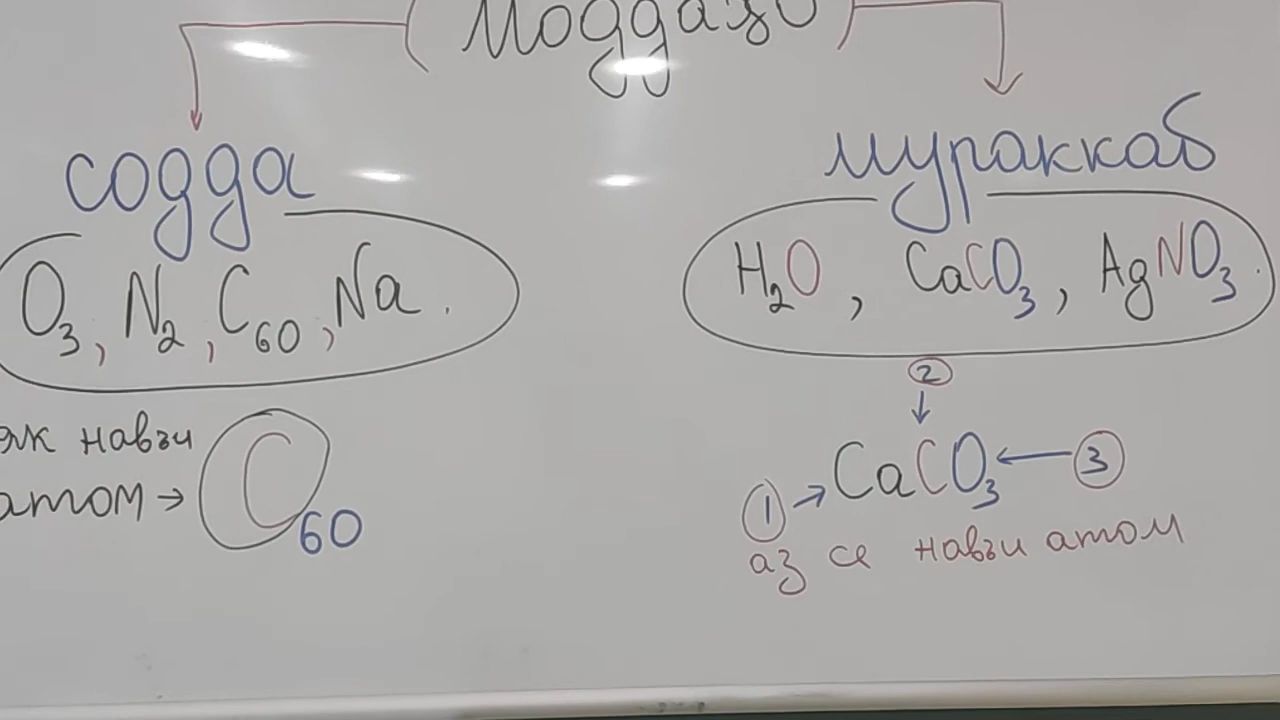 Моддаҳо
содда
мураккаб
O₃, N₂, C₆₀, Na.
H₂O, CaCO₃, AgNO₃.
як навъи
атом → C₆₀
2
1 → CaCO₃ ← 3
аз се навъи атом